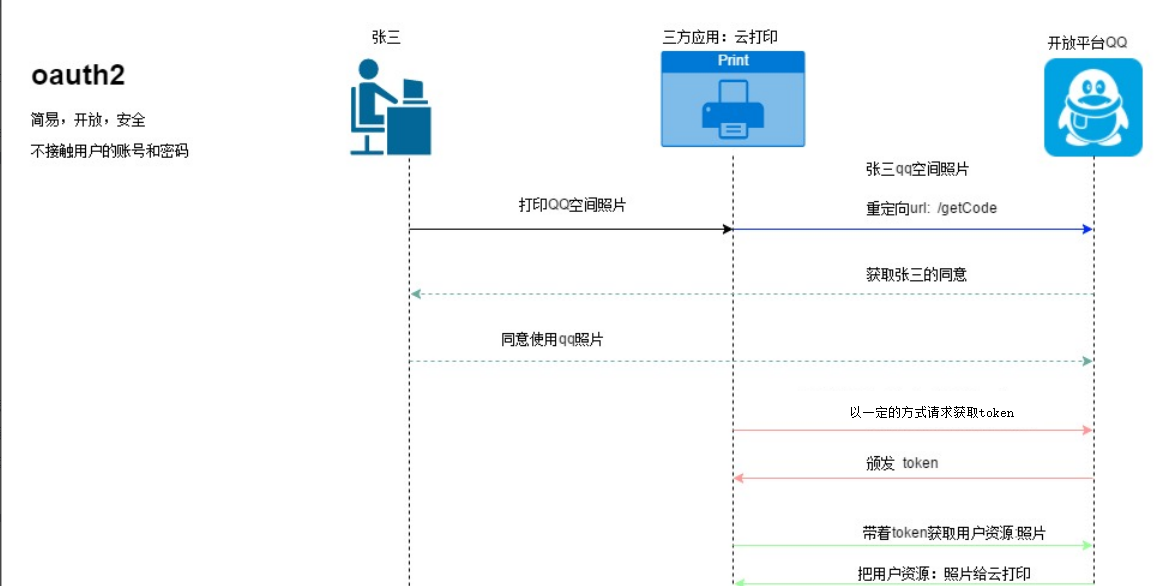 张三
三方应用：云打印
开放平台QQ
Print
oauth2
简易，开放，安全
不接触用户的账号和密码
张三qq空间照片
打印QQ空间照片
重定向url: /getCode
获取张三的同意
同意使用qq照片
以一定的方式请求获取token
颁发 token
带着token获取用户资源:照片
把用户资源：照片给云打印